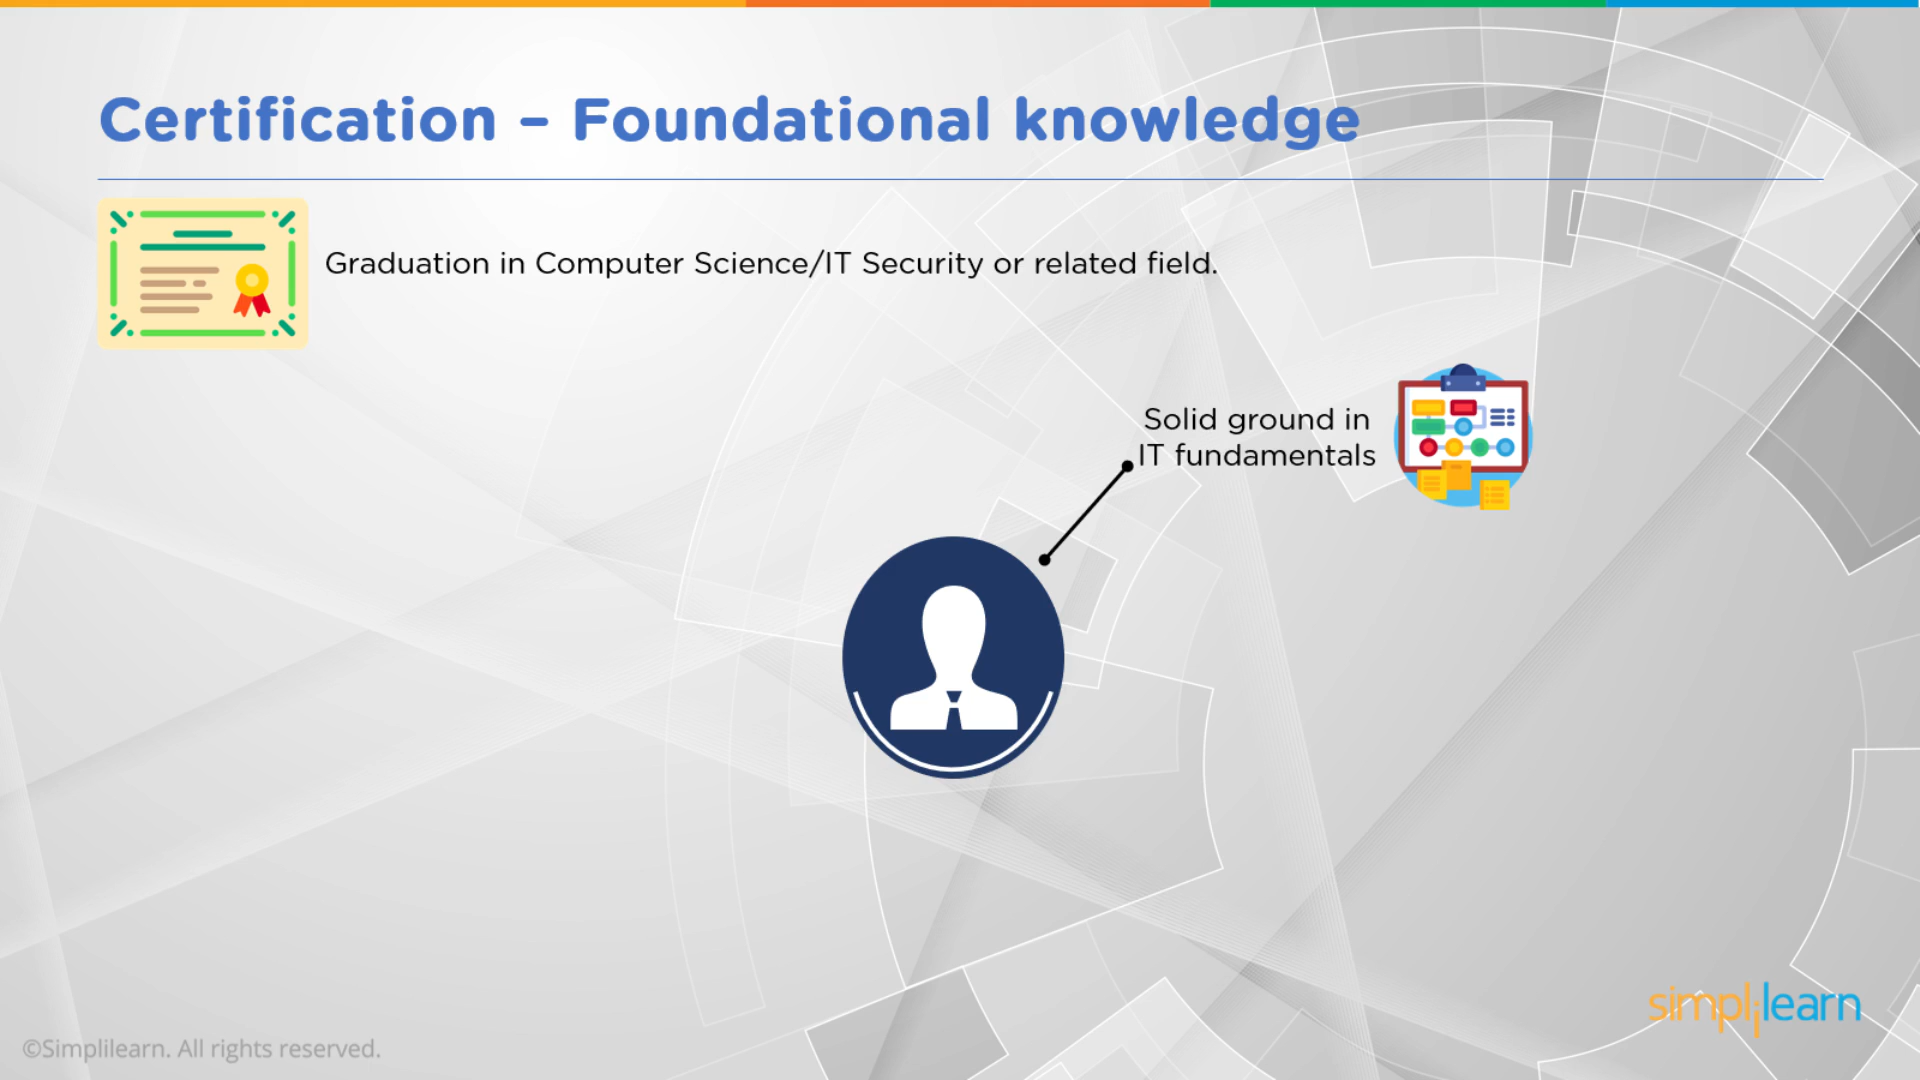 Certification – Foundational knowledge
Graduation in Computer Science/IT Security or related field.
Solid ground in
IT fundamentals
simplilearn
©Simplilearn. All rights reserved.